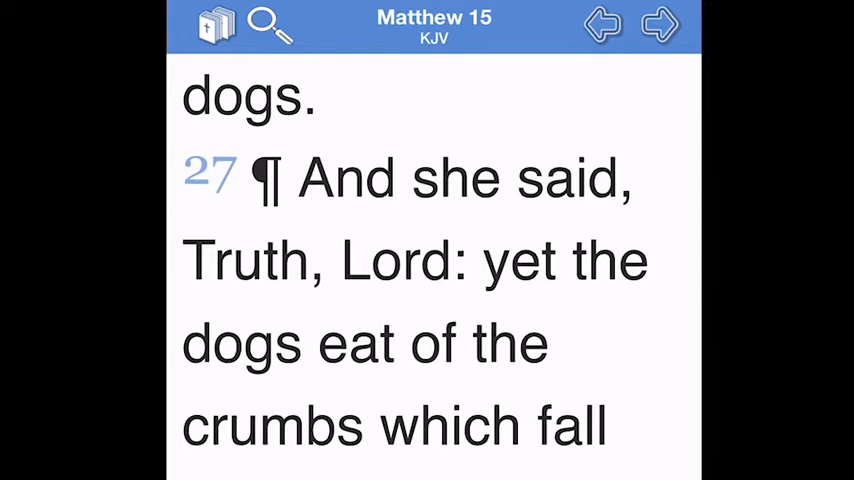 Matthew 15
KJV
dogs.
27 ¶ And she said,
Truth, Lord: yet the
dogs eat of the
crumbs which fall